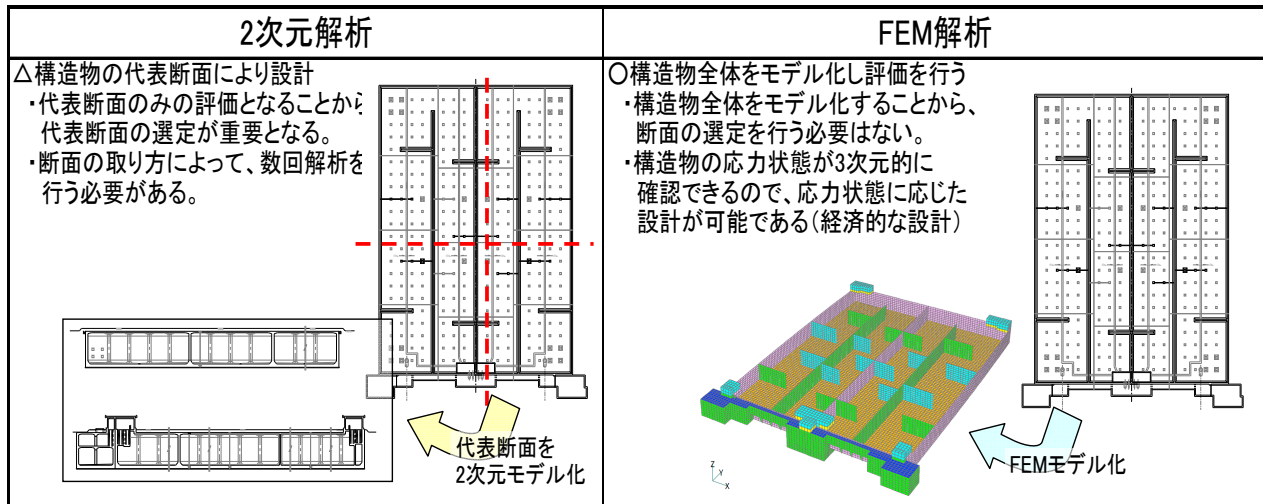 2次元解析
△構造物の代表断面により設計
・代表断面のみの評価となることから
代表断面の選定が重要となる。
・断面の取り方によって、数回解析を
行う必要がある。
代表断面を
2次元モデル化
FEM解析
○構造物全体をモデル化し評価を行う
・構造物全体をモデル化することから、
断面の選定を行う必要はない。
・構造物の応力状態が3次元的に
確認できるので、応力状態に応じた
設計が可能である(経済的な設計)
Z
Y
X
FEMモデル化